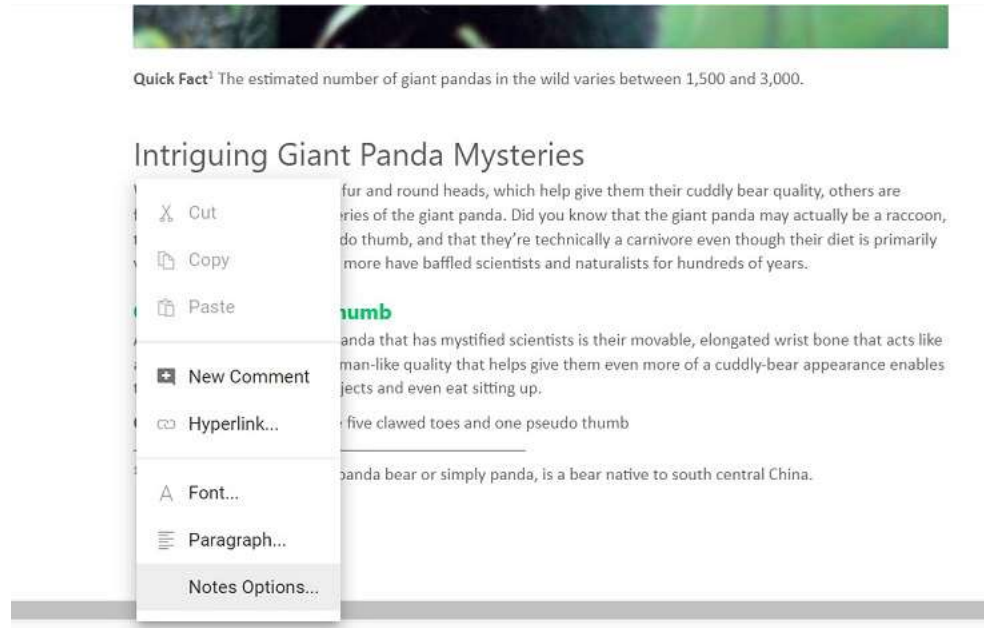 Quick Fact¹ The estimated number of giant pandas in the wild varies between 1,500 and 3,000.
Intriguing Giant Panda Mysteries
fur and round heads, which help give them their cuddly bear quality, others are
ries of the giant panda. Did you know that the giant panda may actually be a raccoon,
do thumb, and that they’re technically a carnivore even though their diet is primarily
more have baffled scientists and naturalists for hundreds of years.
humb
anda that has mystified scientists is their movable, elongated wrist bone that acts like
man-like quality that helps give them even more of a cuddly-bear appearance enables
jects and even eat sitting up.
five clawed toes and one pseudo thumb
panda bear or simply panda, is a bear native to south central China.
Cut
Copy
Paste
New Comment
Hyperlink...
Font...
Paragraph...
Notes Options...